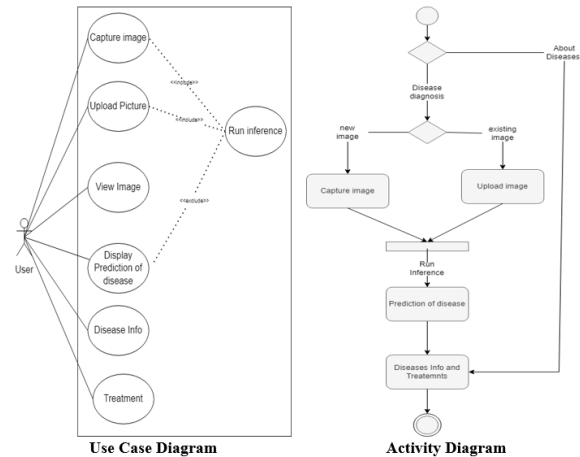 Capture image
<<include>>
Upload Picture
<<include>>
Run inference
View Image
<<exclude>>
User
Display
Prediction of
disease
Disease Info
Treatment
Use Case Diagram
About
Diseases
Disease
diagnosis
new
image
existing
image
Capture image
Upload image
Run
Inference
Prediction of disease
Diseases Info and
Treatemnts
Activity Diagram